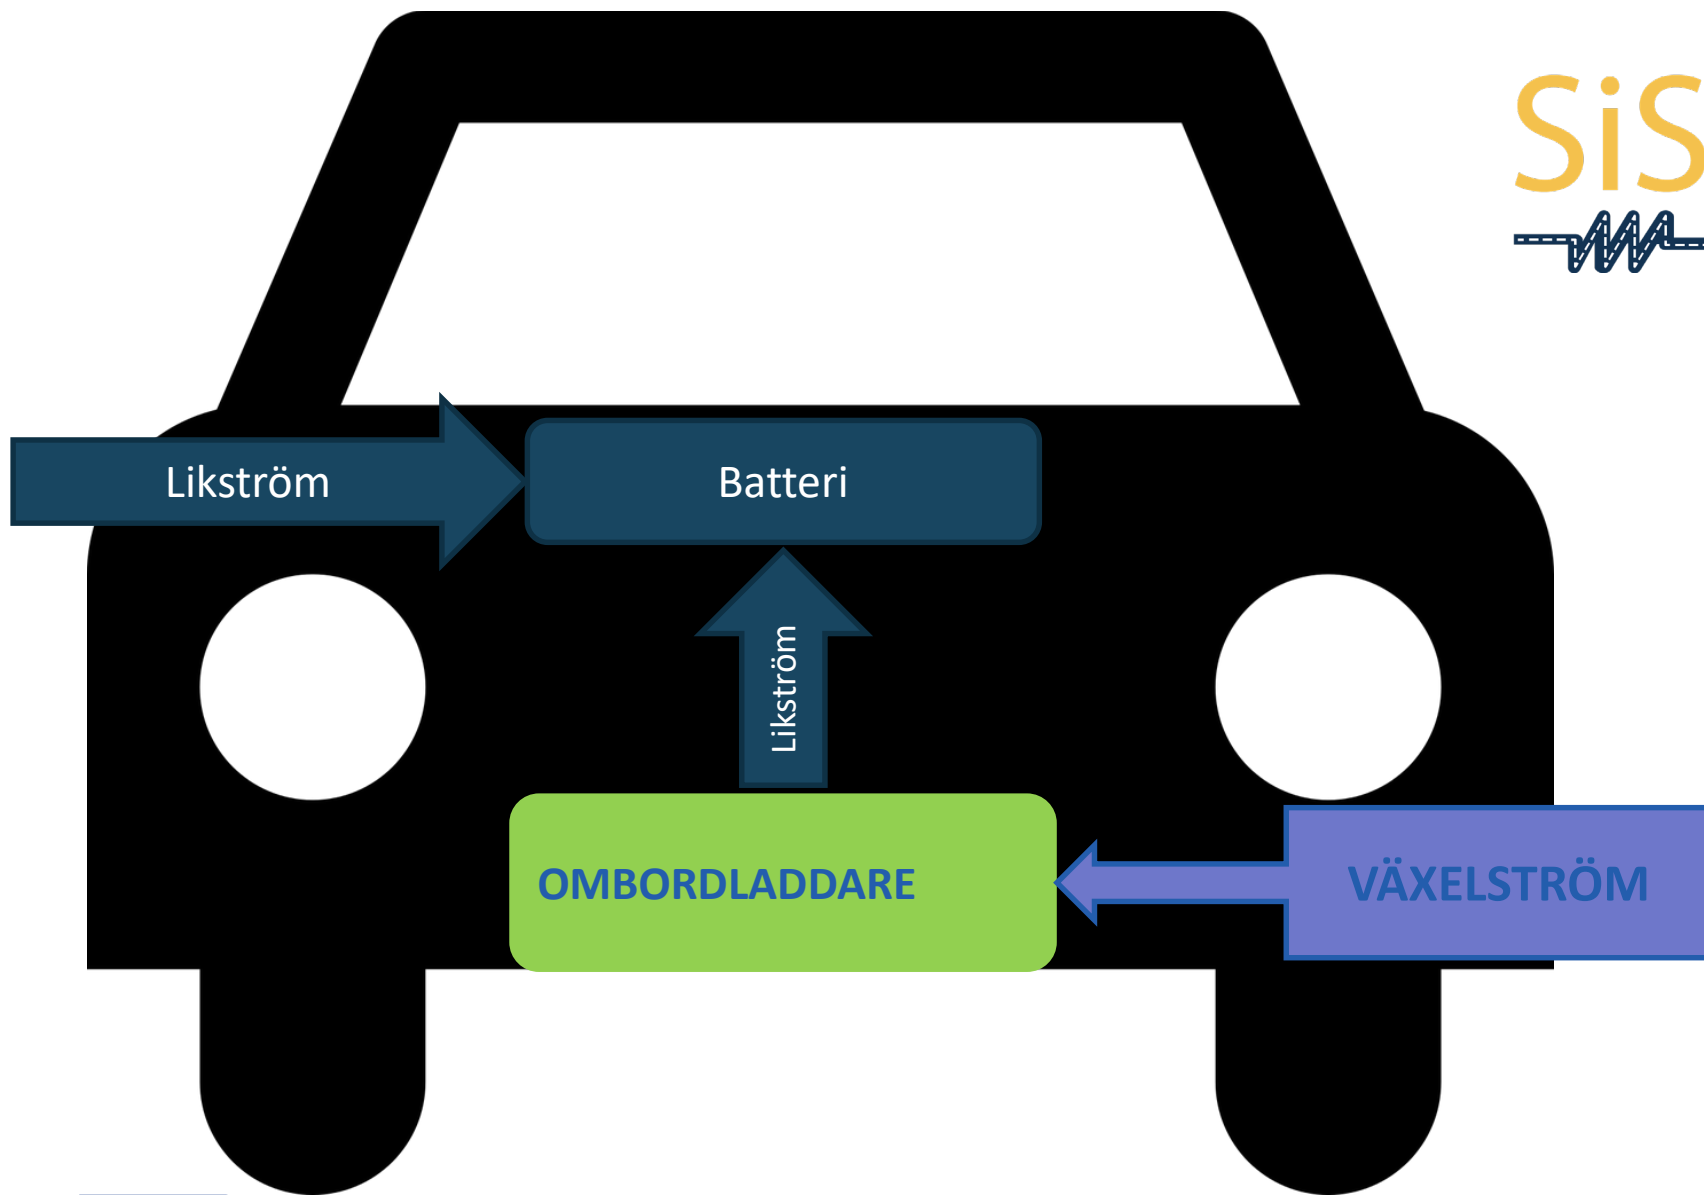 SiS
Likström
Batteri
Likström
OMBORDLADDARE
VÄXELSTRÖM